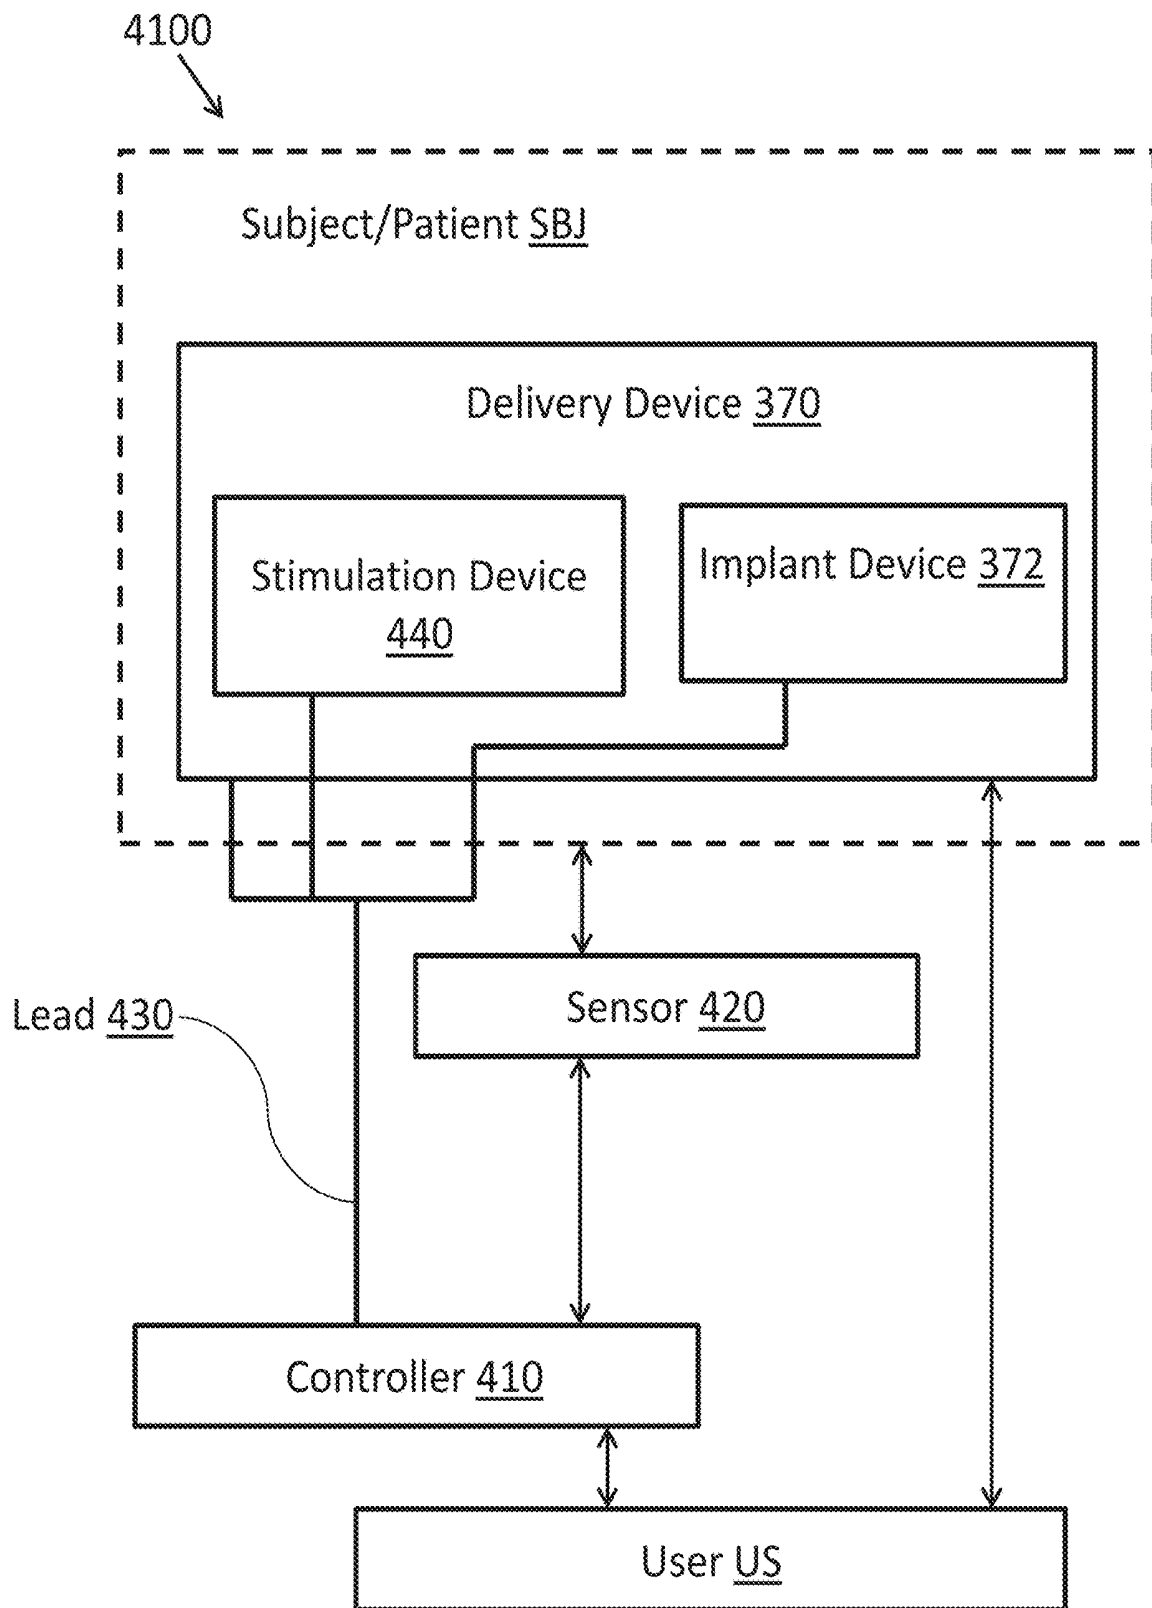 4100
Subject/Patient SBJ
Delivery Device 370
Stimulation Device
440
Implant Device 372
Sensor 420
Lead 430
Controller 410
User US